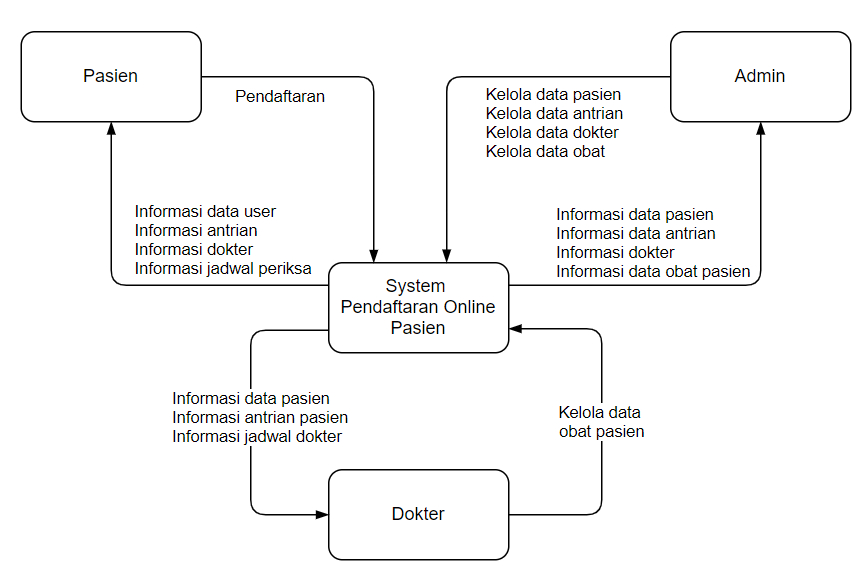 Pasien
Admin
Pendaftaran
Kelola data pasien
Kelola data antrian
Kelola data dokter
Kelola data obat
Informasi data user
Informasi antrian
Informasi dokter
Informasi jadwal periksa
Informasi data pasien
Informasi data antrian
Informasi dokter
Informasi data obat pasien
System
Pendaftaran Online
Pasien
Informasi data pasien
Informasi antrian pasien
Informasi jadwal dokter
Kelola data
obat pasien
Dokter